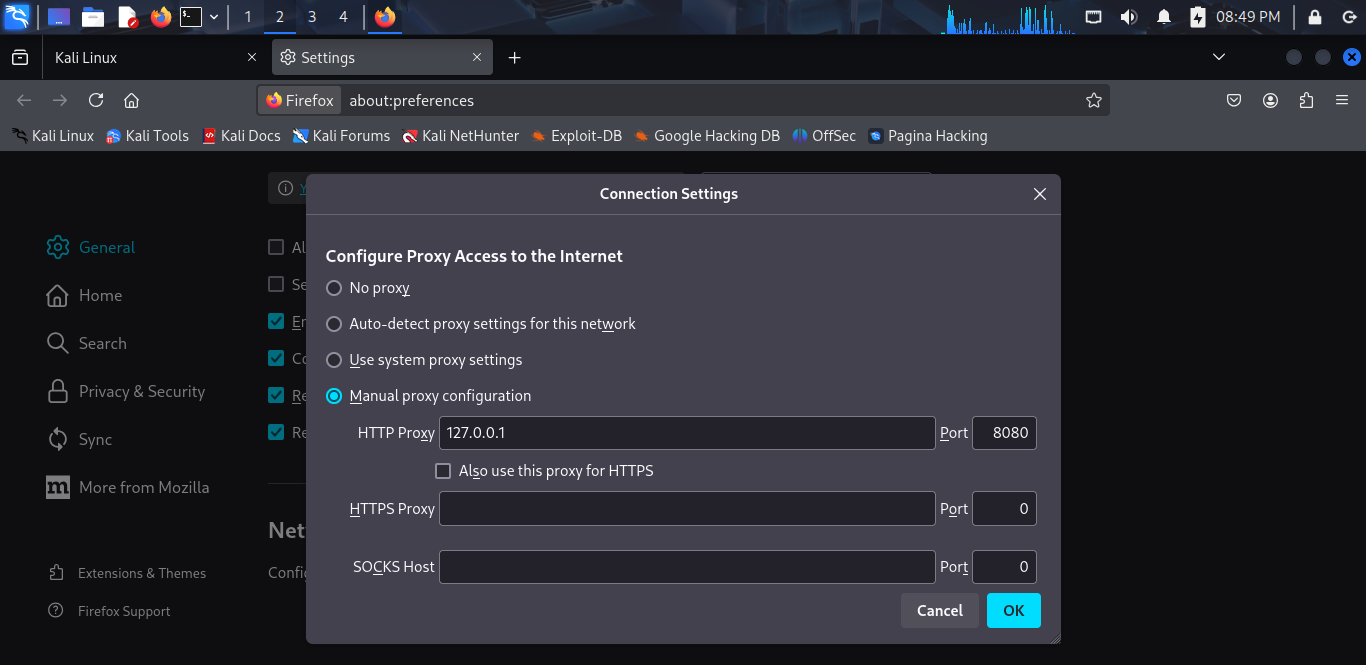 1 2 3 4 08:49 PM
Kali Linux Settings
Firefox about:preferences
Kali Linux Kali Tools Kali Docs Kali Forums Kali NetHunter Exploit-DB Google Hacking DB OffSec Pagina Hacking
Connection Settings
General
Home
Search
Privacy & Security
Sync
More from Mozilla
Extensions & Themes
Firefox Support
Y
Al
Se
En
Co
Re
Re
Net
Config
Configure Proxy Access to the Internet
No proxy
Auto-detect proxy settings for this network
Use system proxy settings
Manual proxy configuration
HTTP Proxy 127.0.0.1 Port 8080
Also use this proxy for HTTPS
HTTPS Proxy Port 0
SOCKS Host Port 0
Cancel OK